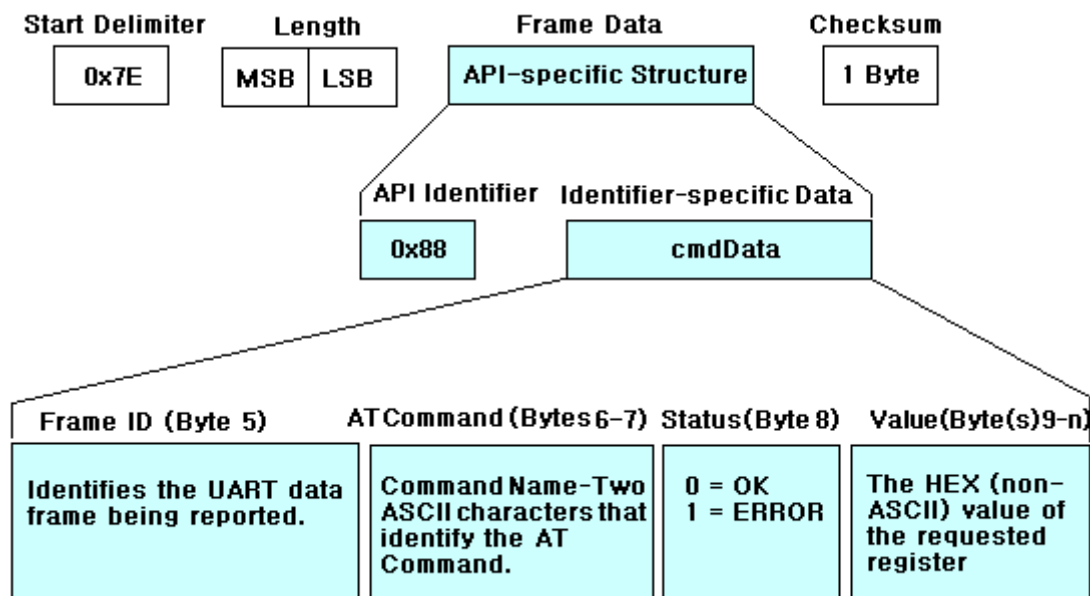 Start Delimiter Length Frame Data Checksum
0x7E MSB LSB API-specific Structure 1 Byte
API Identifier Identifier-specific Data
0x88 cmdData
Frame ID (Byte 5) AT Command (Bytes 6-7) Status(Byte 8) Value(Byte(s)9-n)
Identifies the UART data
frame being reported.
Command Name-Two
ASCII characters that
identify the AT
Command.
0 = OK
1 = ERROR
The HEX (non-
ASCII) value of
the requested
register